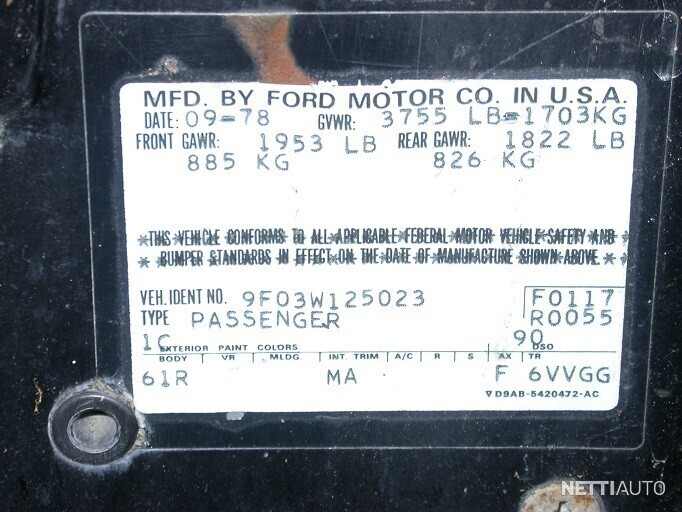 MFD. BY FORD MOTOR CO. IN U.S.A.
DATE: 09-78 GVWR: 3755 LB-1703KG
FRONT GAWR: 1953 LB REAR GAWR: 1822 LB
885 KG 826 KG
*THIS*VEHICLE*CONFORMS*TO*ALL*APPLICABLE*FEDERAL*MOTOR*VEHICLE*SAFETY*AND*
*BUMPER*STANDARDS*IN*EFFECT*ON*THE*DATE*OF*MANUFACTURE*SHOWN*ABOVE.**
VEH. IDENT NO. 9F03W125023 F0117
TYPE PASSENGER R0055
1C EXTERIOR PAINT COLORS 90 DSO
BODY VR MLDG INT. TRIM A/C R S AX TR
61R MA F 6VVGG
▽D9AB-5420472-AC
NETTIAUTO